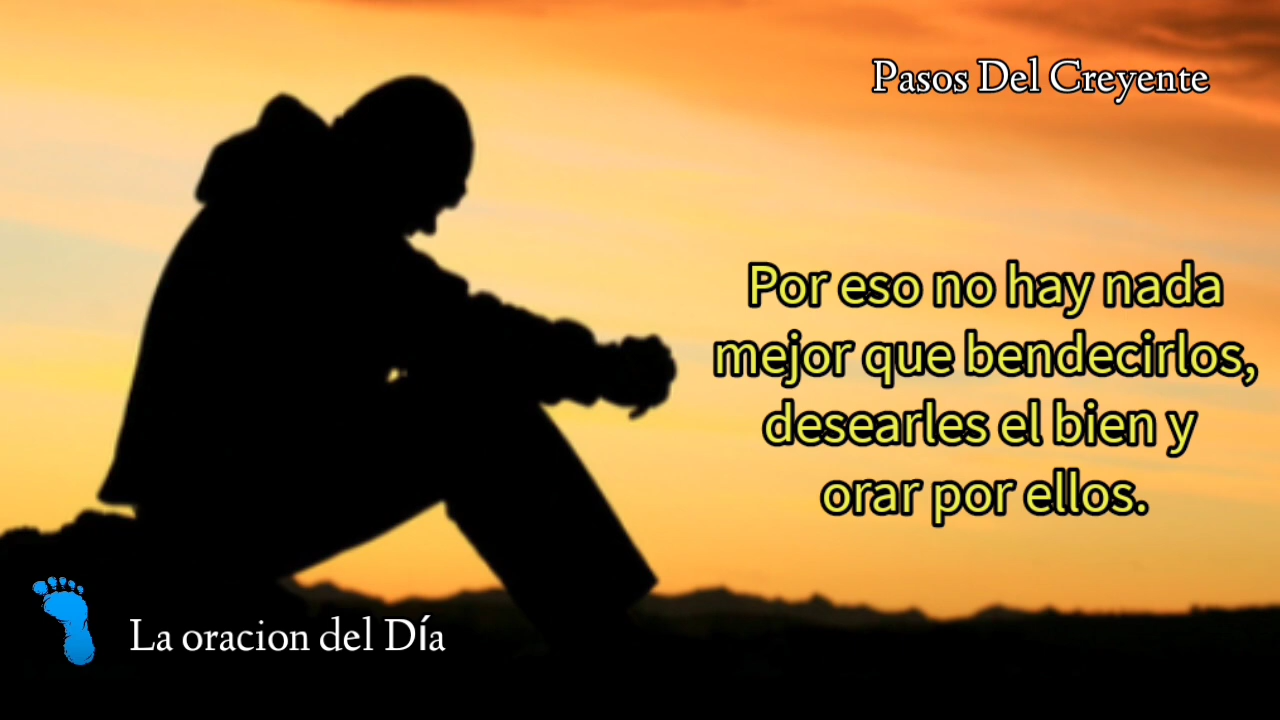 Pasos Del Creyente
Por eso no hay nada
mejor que bendecirlos,
desearles el bien y
orar por ellos.
La oracion del Día